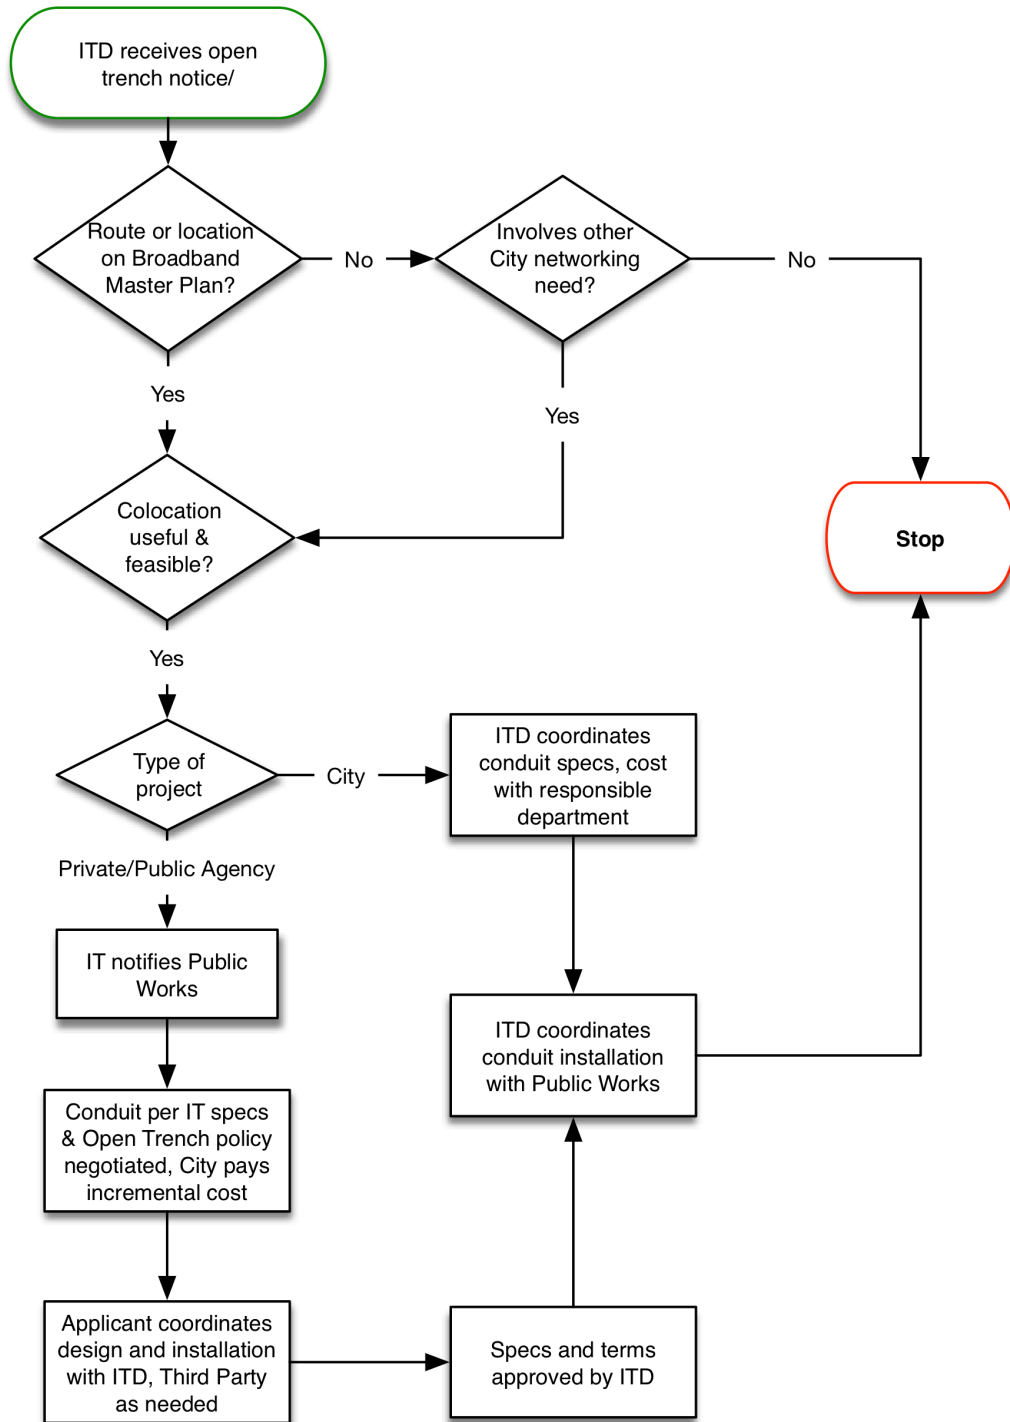 ITD receives open
trench notice/
Route or location
on Broadband
Master Plan?
No
Involves other
City networking
need?
No
Yes
Yes
Colocation
useful &
feasible?
Stop
Yes
Type of
project
City
ITD coordinates
conduit specs, cost
with responsible
department
Private/Public Agency
IT notifies Public
Works
ITD coordinates
conduit installation
with Public Works
Conduit per IT specs
& Open Trench policy
negotiated, City pays
incremental cost
Applicant coordinates
design and installation
with ITD, Third Party
as needed
Specs and terms
approved by ITD